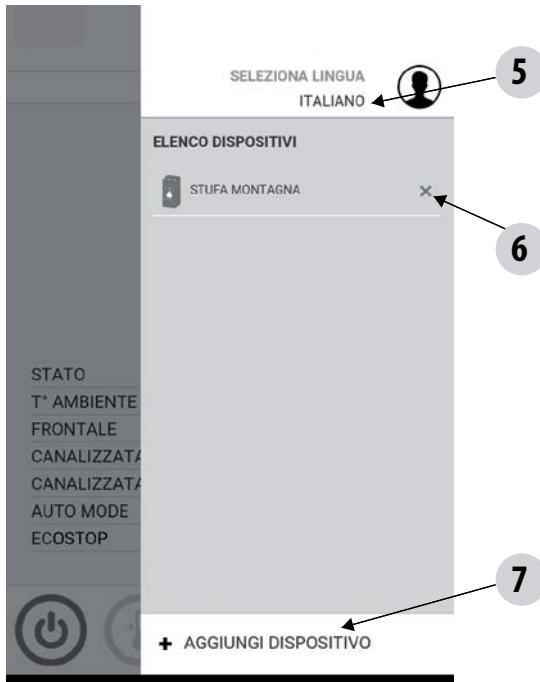 SELEZIONA LINGUA
ITALIANO
5
ELENCO DISPOSITIVI
STUFA MONTAGNA
×
6
STATO
T° AMBIENTE
FRONTALE
CANALIZZATA
CANALIZZATA
AUTO MODE
ECOSTOP
7
+ AGGIUNGI DISPOSITIVO